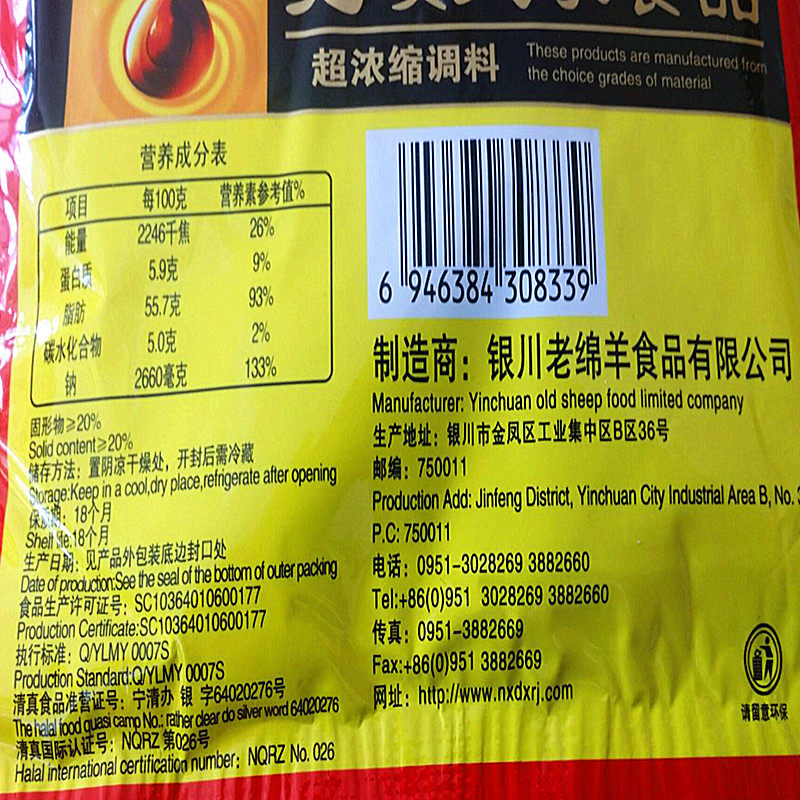 超浓缩调料
These products are manufactured from
the choice grades of material
营养成分表
项目 每100克 营养素参考值%
能量 2246千焦 26%
蛋白质 5.9克 9%
脂肪 55.7克 93%
碳水化合物 5.0克 2%
钠 2660毫克 133%
固形物≥20%
Solid content≥20%
储存方法：置阴凉干燥处，开封后需冷藏
Storage:Keep in a cool,dry place,refrigerate after opening
保质期：18个月
Shelf life:18个月
生产日期：见产品外包装底边封口处
Date of production:See the seal of the bottom of outer packing
食品生产许可证号：SC10364010600177
Production Certificate:SC10364010600177
执行标准：Q/YLMY 0007S
Production Standard:Q/YLMY 0007S
清真食品准营证号：宁清办 银 字64020276号
The halal food quasi camp No.: rather clear do silver word 64020276
清真国际认证号：NQRZ 第026号
Halal international certification number：NQRZ No. 026
6 946384 308339
制造商：银川老绵羊食品有限公司
Manufacturer: Yinchuan old sheep food limited company
生产地址：银川市金凤区工业集中区B区36号
邮编：750011
Production Add: Jinfeng District, Yinchuan City Industrial Area B, No.
P.C: 750011
电话：0951-3028269 3882660
Tel:+86(0)951 3028269 3882660
传真：0951-3882669
Fax:+86(0)951 3882669
网址：http://www.nxdxrj.com
请留意环保